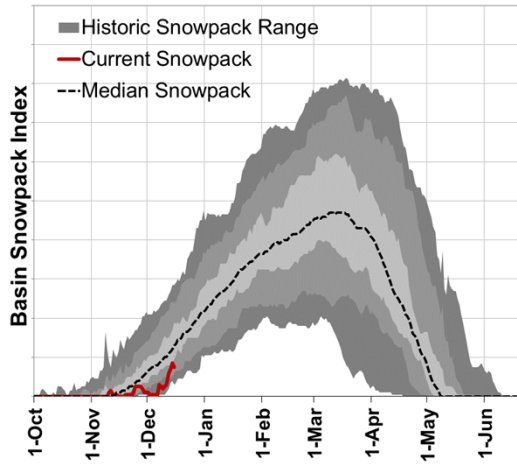 Historic Snowpack Range
Current Snowpack
Median Snowpack
Basin Snowpack Index
1-Oct
1-Nov
1-Dec
1-Jan
1-Feb
1-Mar
1-Apr
1-May
1-Jun